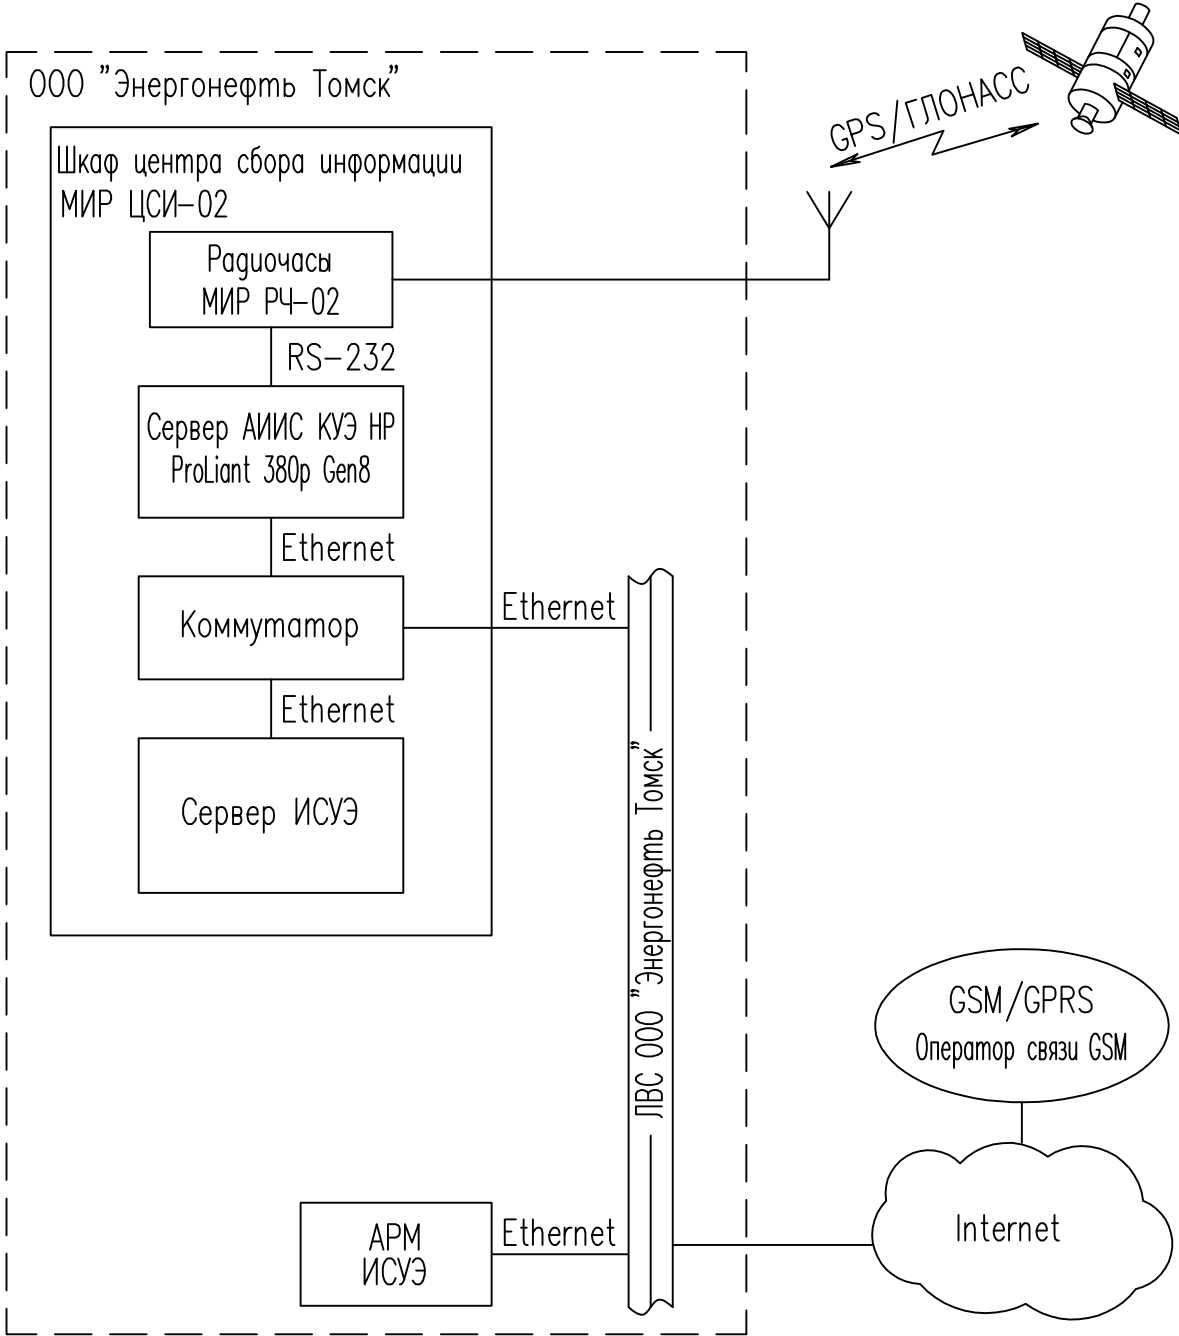 ООО "Энергонефть Томск"
GPS/ГЛОНАСС
Шкаф центра сбора информации
МИР ЦСИ-02
Радиочасы
МИР РЧ-02
RS-232
Сервер АИИС КУЭ HP
ProLiant 380p Gen8
Ethernet
Коммутатор
Ethernet
Ethernet
Сервер ИСУЭ
ЛВС ООО "Энергонефть Томск"
GSM/GPRS
Оператор связи GSM
Internet
АРМ
ИСУЭ
Ethernet